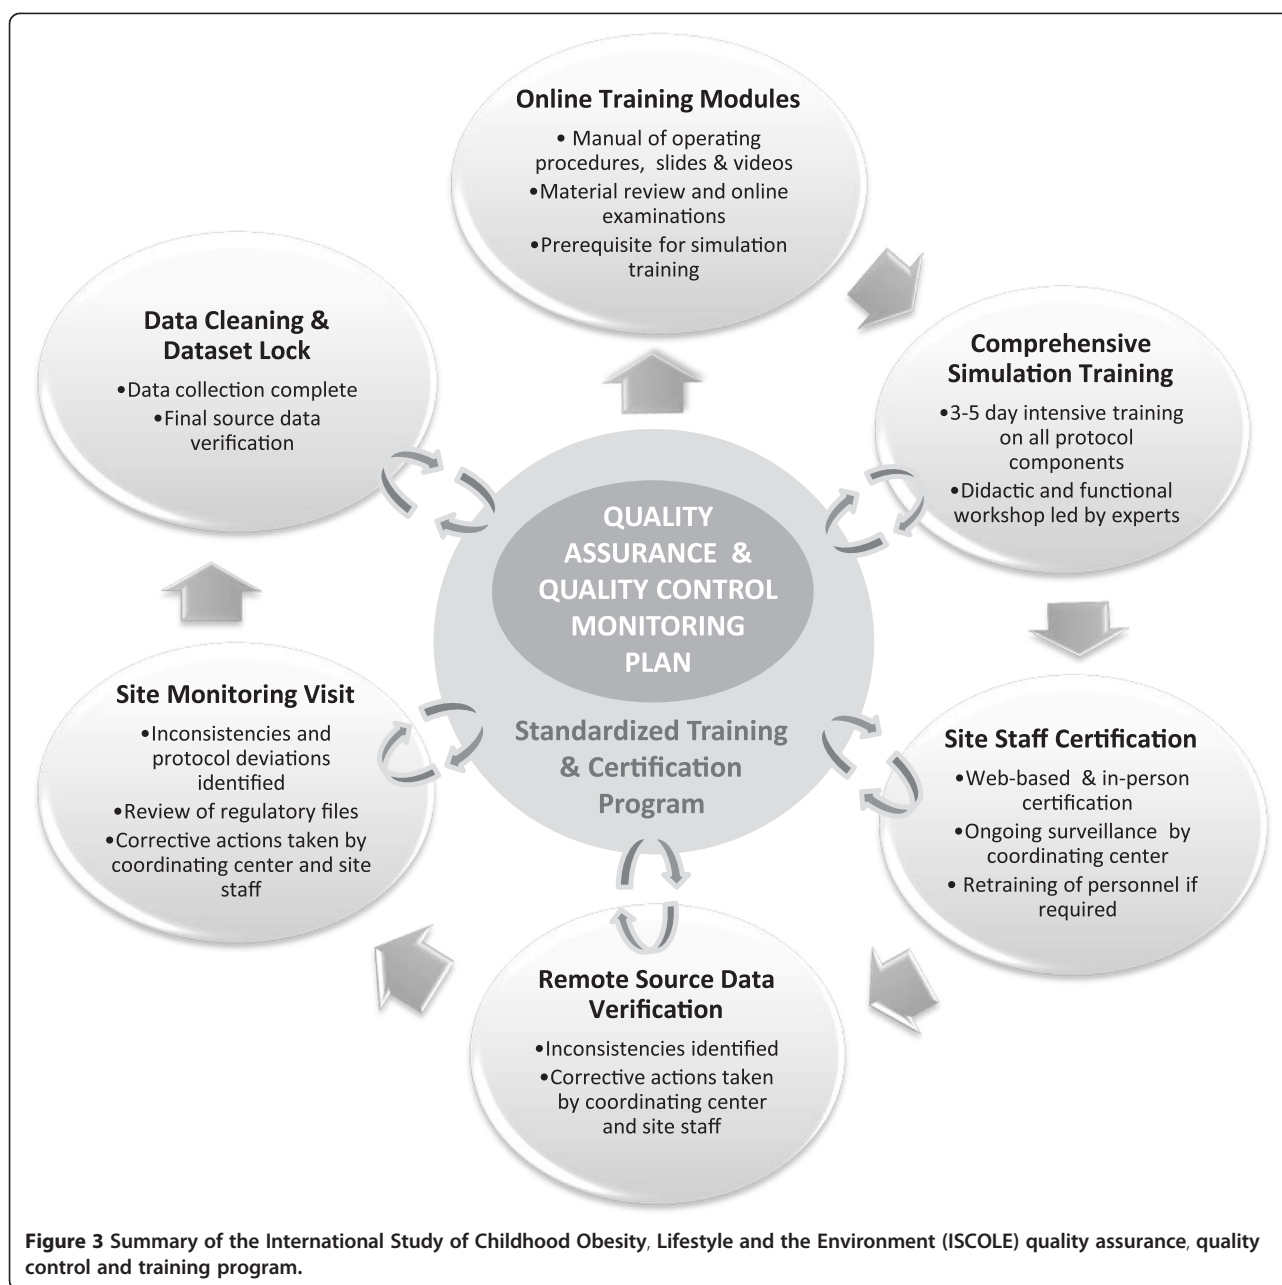 Online Training Modules
• Manual of operating
procedures, slides & videos
•Material review and online
examinations
•Prerequisite for simulation
training
Comprehensive
Simulation Training
•3-5 day intensive training
on all protocol
components
•Didactic and functional
workshop led by experts
Site Staff Certification
•Web-based & in-person
certification
•Ongoing surveillance by
coordinating center
• Retraining of personnel if
required
Remote Source Data
Verification
•Inconsistencies identified
•Corrective actions taken
by coordinating center
and site staff
Site Monitoring Visit
•Inconsistencies and
protocol deviations
identified
•Review of regulatory files
•Corrective actions taken by
coordinating center and site
staff
Data Cleaning &
Dataset Lock
•Data collection complete
•Final source data
verification
QUALITY
ASSURANCE &
QUALITY CONTROL
MONITORING
PLAN
Standardized Training
& Certification
Program
Figure 3 Summary of the International Study of Childhood Obesity, Lifestyle and the Environment (ISCOLE) quality assurance, quality
control and training program.